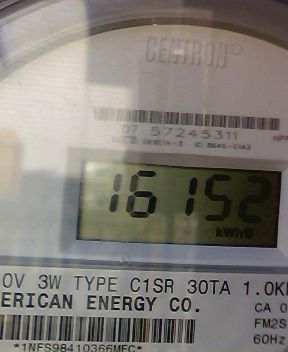 CENTRON®
07 57245311
16152
kWh
0V 3W TYPE C1SR 30TA 1.0K
ERICAN ENERGY CO.
CA 0
FM2S
60Hz
*1NFS98410366MFC*